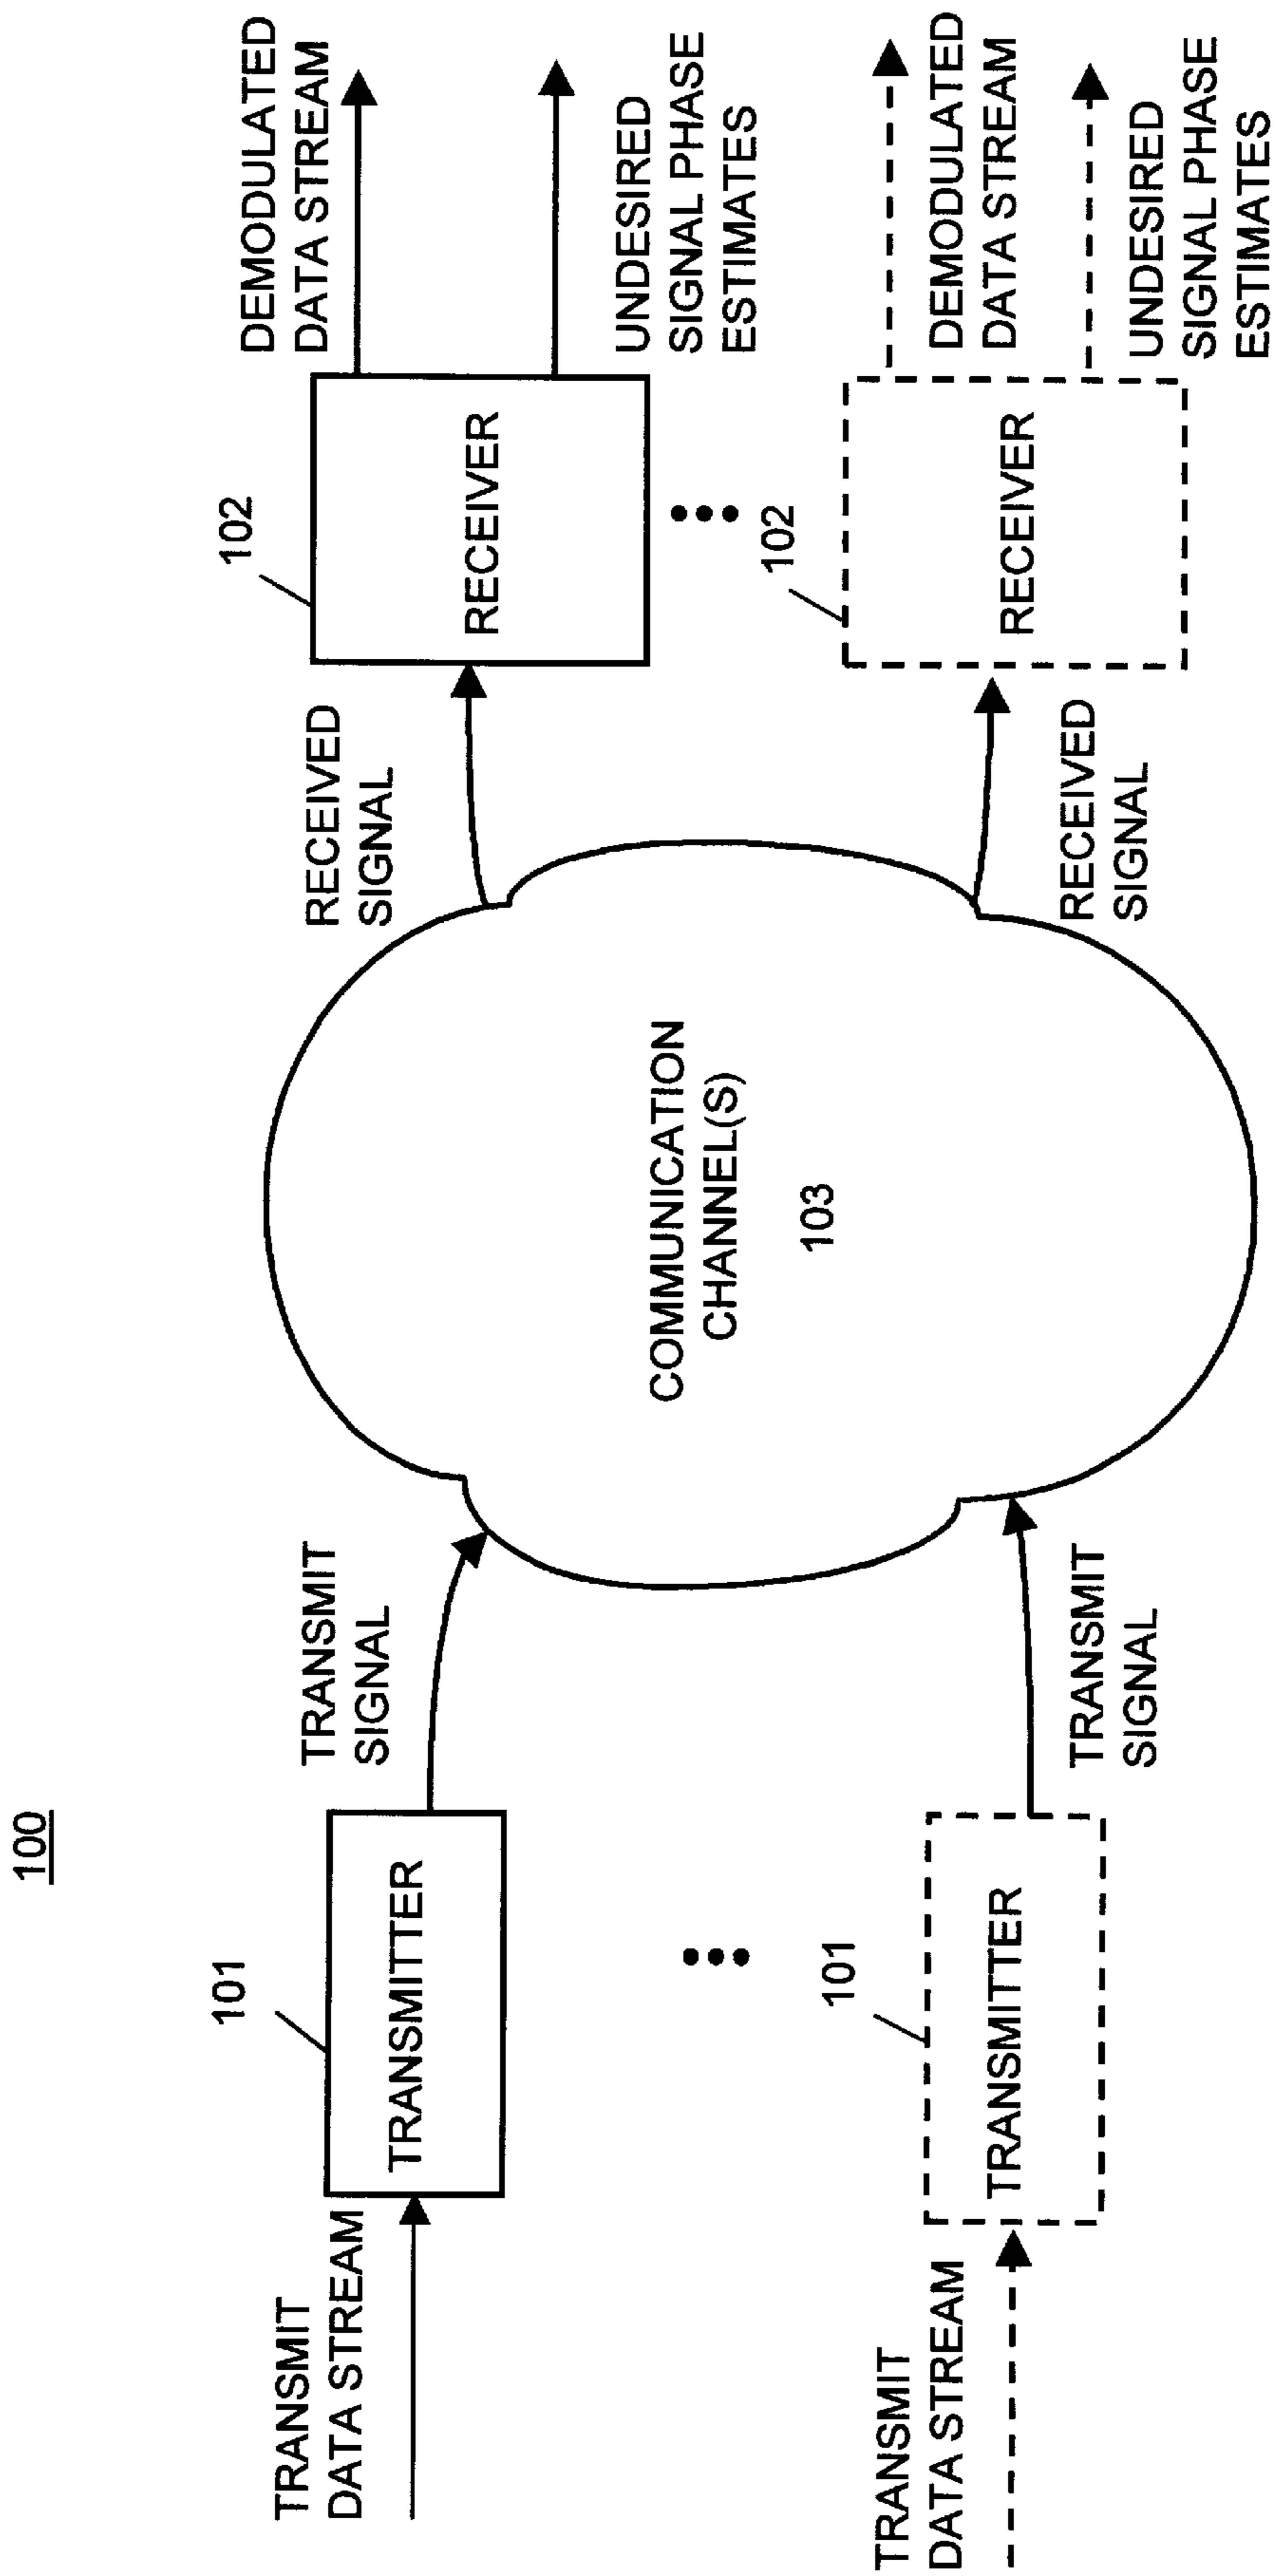 100
TRANSMIT
DATA STREAM
101
TRANSMITTER
TRANSMIT
SIGNAL
COMMUNICATION
CHANNEL(S)
103
RECEIVED
SIGNAL
102
RECEIVER
DEMODULATED
DATA STREAM
UNDESIRED
SIGNAL PHASE
ESTIMATES
TRANSMIT
DATA STREAM
101
TRANSMITTER
TRANSMIT
SIGNAL
RECEIVED
SIGNAL
102
RECEIVER
DEMODULATED
DATA STREAM
UNDESIRED
SIGNAL PHASE
ESTIMATES